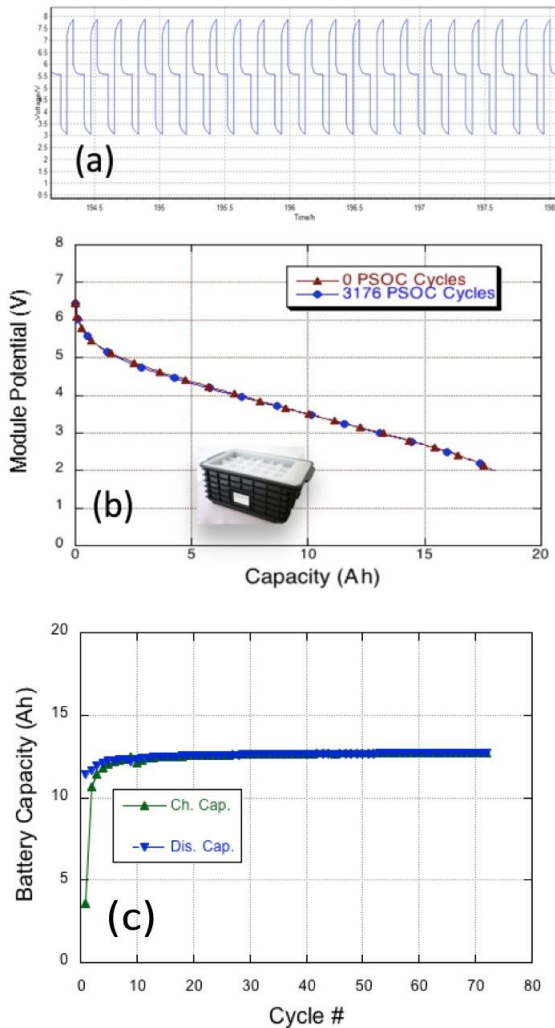 8
7.5
7
6.5
6
5.5
5
4.5
4
3.5
3
2.5
2
1.5
1
0.5
Voltage/V
(a)
194.5 195 195.5 196 196.5 197 197.5 198
Time/h
8
7
6
5
4
3
2
1
0
Module Potential (V)
0 PSOC Cycles
3176 PSOC Cycles
(b)
0 5 10 15 20
Capacity (Ah)
20
15
10
5
0
Battery Capacity (Ah)
Ch. Cap.
Dis. Cap.
(c)
0 10 20 30 40 50 60 70 80
Cycle #